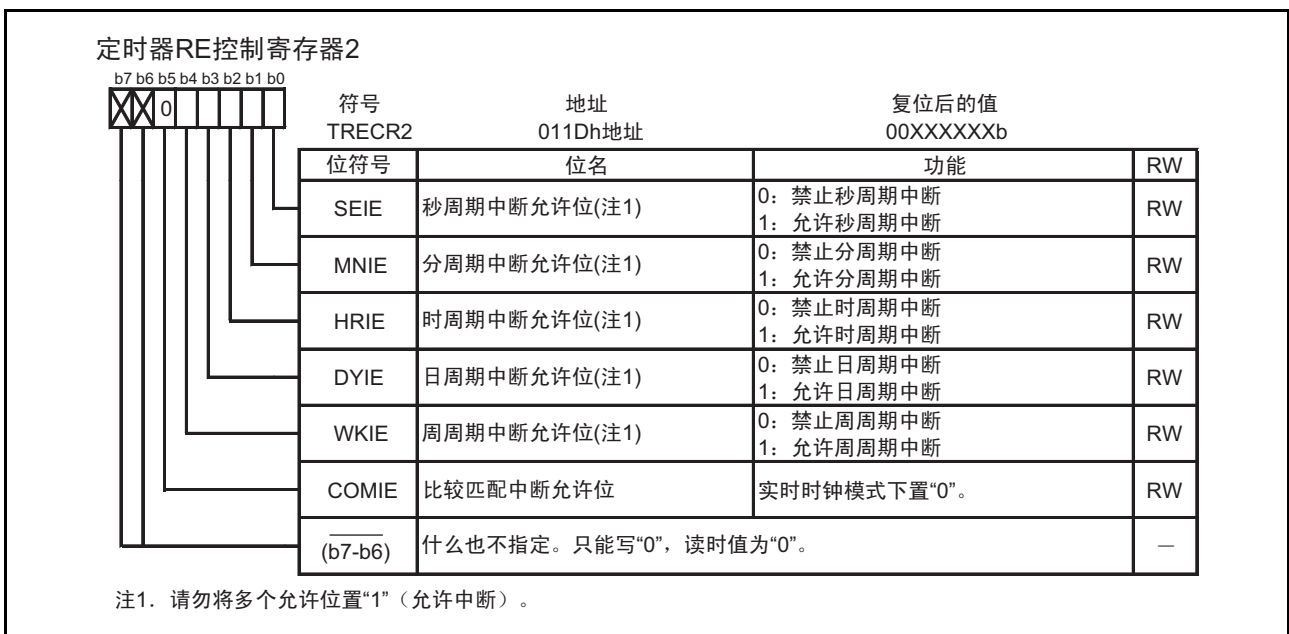 定时器RE控制寄存器2
b7 b6 b5 b4 b3 b2 b1 b0
0
符号 地址 复位后的值
TRECR2 011Dh地址 00XXXXXXb
位符号 位名 功能 RW
SEIE 秒周期中断允许位(注1) 0：禁止秒周期中断 RW
1：允许秒周期中断
MNIE 分周期中断允许位(注1) 0：禁止分周期中断 RW
1：允许分周期中断
HRIE 时周期中断允许位(注1) 0：禁止时周期中断 RW
1：允许时周期中断
DYIE 日周期中断允许位(注1) 0：禁止日周期中断 RW
1：允许日周期中断
WKIE 周周期中断允许位(注1) 0：禁止周周期中断 RW
1：允许周周期中断
COMIE 比较匹配中断允许位 实时时钟模式下置“0”。 RW
(b7-b6) 什么也不指定。只能写“0”，读时值为“0”。 —
注1．请勿将多个允许位置“1”（允许中断）。